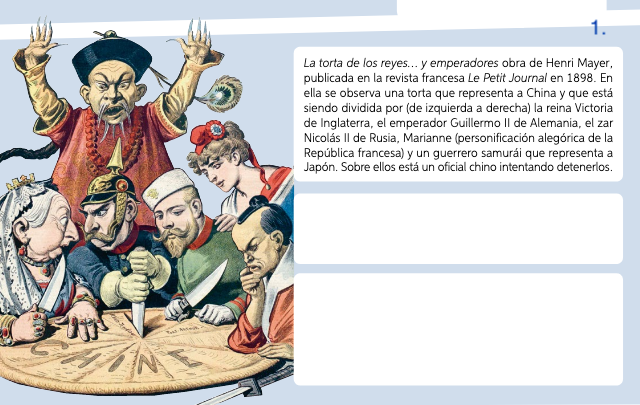 1.
La torta de los reyes... y emperadores obra de Henri Mayer,
publicada en la revista francesa Le Petit Journal en 1898. En
ella se observa una torta que representa a China y que está
siendo dividida por (de izquierda a derecha) la reina Victoria
de Inglaterra, el emperador Guillermo II de Alemania, el zar
Nicolás II de Rusia, Marianne (personificación alegórica de la
República francesa) y un guerrero samurái que representa a
Japón. Sobre ellos está un oficial chino intentando detenerlos.
CHINE